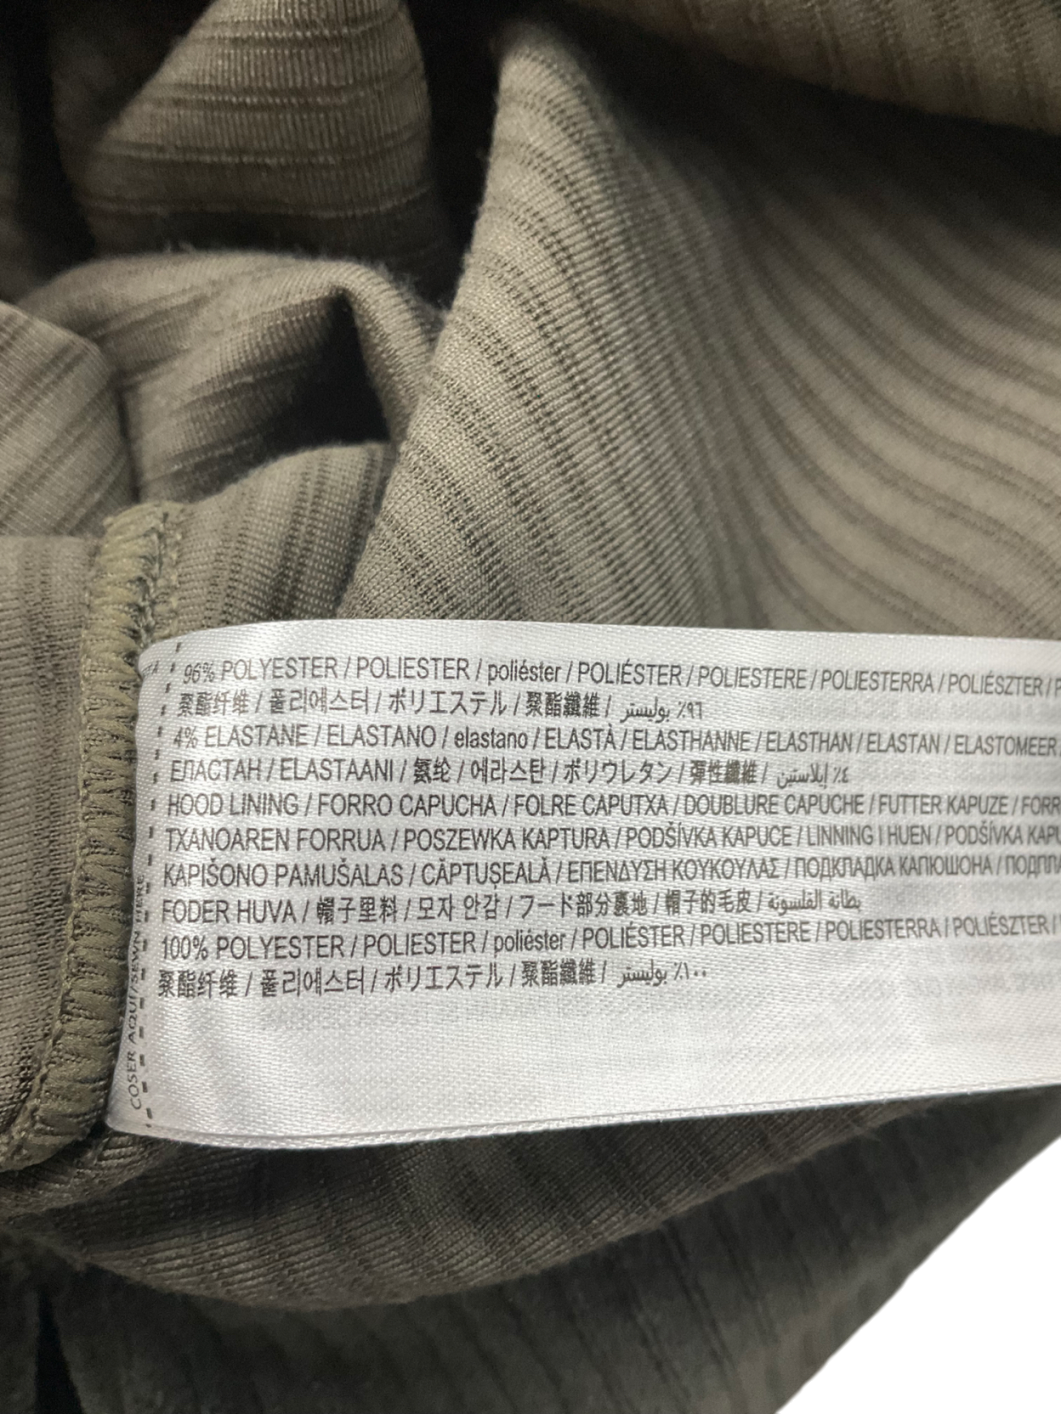 96% POLYESTER / POLIESTER / poliéster / POLIÉSTER / POLIESTERE / POLIESTERRA / POLIÉSZTER /
聚酯纤维 / 폴리에스터 / ポリエステル / 聚酯纖維 / ٩٦٪ بوليستر
4% ELASTANE / ELASTANO / elastano / ELASTÀ / ELASTHANNE / ELASTHAN / ELASTAN / ELASTOMEER
ЕЛАСТАН / ELASTAANI / 氨纶 / 에라스탄 / ポリウレタン / 彈性纖維 / ٤٪ إيلاستين
HOOD LINING / FORRO CAPUCHA / FOLRE CAPUTXA / DOUBLURE CAPUCHE / FUTTER KAPUZE /
TXANOAREN FORRUA / POSZEWKA KAPTURA / PODŠÍVKA KAPUCE / LINNING I HUEN / PODŠÍVKA
KAPIŠONO PAMUŠALAS / CĂPTUȘEALĂ / ΕΠΕΝΔΥΣΗ ΚΟΥΚΟΥΛΑΣ / ПОДКЛАДКА КАПЮШОНА /
FODER HUVA / 帽子里料 / 모자 안감 / フード部分裏地 / 帽子的毛皮 / بطانة القلنسوة
100% POLYESTER / POLIESTER / poliéster / POLIÉSTER / POLIESTERE / POLIESTERRA / POLIÉSZTER /
聚酯纤维 / 폴리에스터 / ポリエステル / 聚酯纖維 / ١٠٠٪ بوليستر
COSER AQUÍ/SEWN HERE